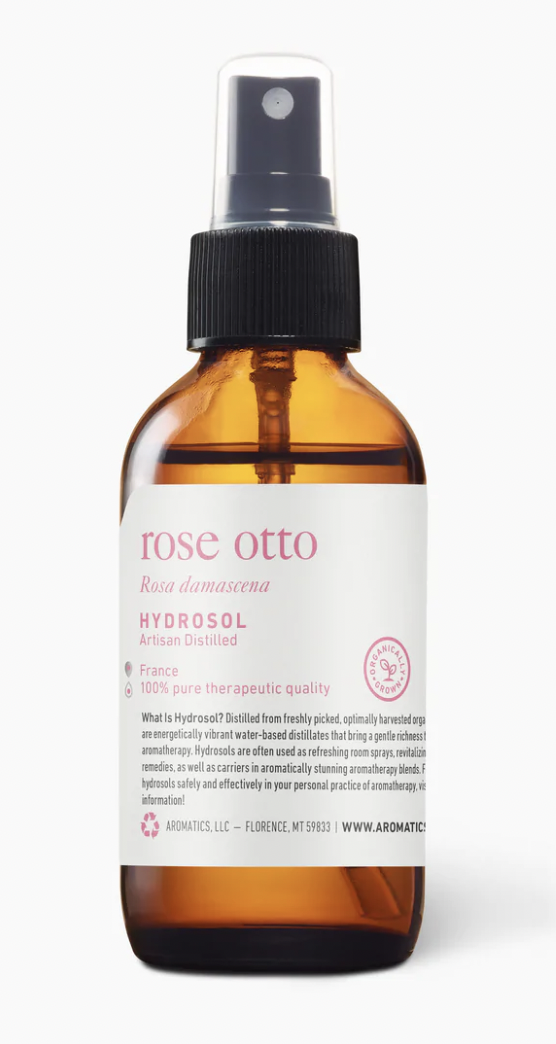 rose otto
Rosa damascena
HYDROSOL
Artisan Distilled
France
100% pure therapeutic quality
ORGANICALLY
GROWN
What Is Hydrosol? Distilled from freshly picked, optimally harvested orga
are energetically vibrant water-based distillates that bring a gentle richness
aromatherapy. Hydrosols are often used as refreshing room sprays, revitalizin
remedies, as well as carriers in aromatically stunning aromatherapy blends. F
hydrosols safely and effectively in your personal practice of aromatherapy, vis
information!
AROMATICS, LLC – FLORENCE, MT 59833 | WWW.AROMATICS